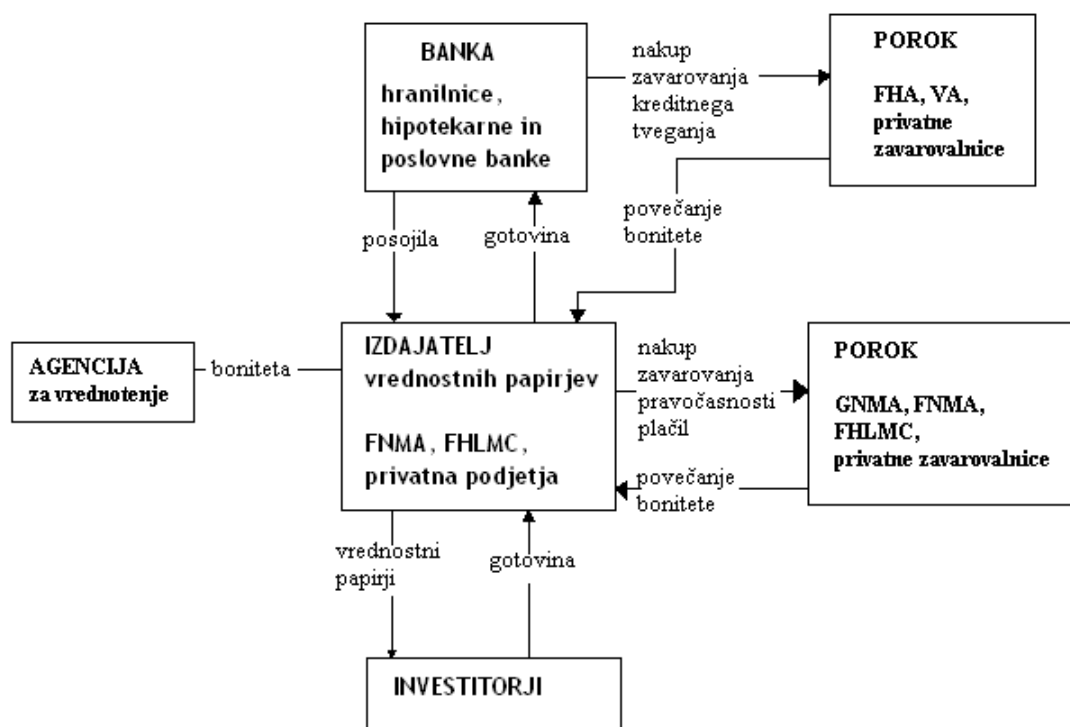 BANKA
hranilnice,
hipotekarne in
poslovne banke
nakup
zavarovanja
kreditnega
tveganja
POROK
FHA, VA,
privatne
zavarovalnice
posojila
gotovina
povečanje
bonitete
AGENCIJA
za vrednotenje
boniteta
IZDAJATELJ
vrednostnih papirjev
FNMA, FHLMC,
privatna podjetja
nakup
zavarovanja
pravočasnosti
plačil
POROK
GNMA, FNMA,
FHLMC,
privatne zavarovalnice
povečanje
bonitete
vrednostni
papirji
gotovina
INVESTITORJI